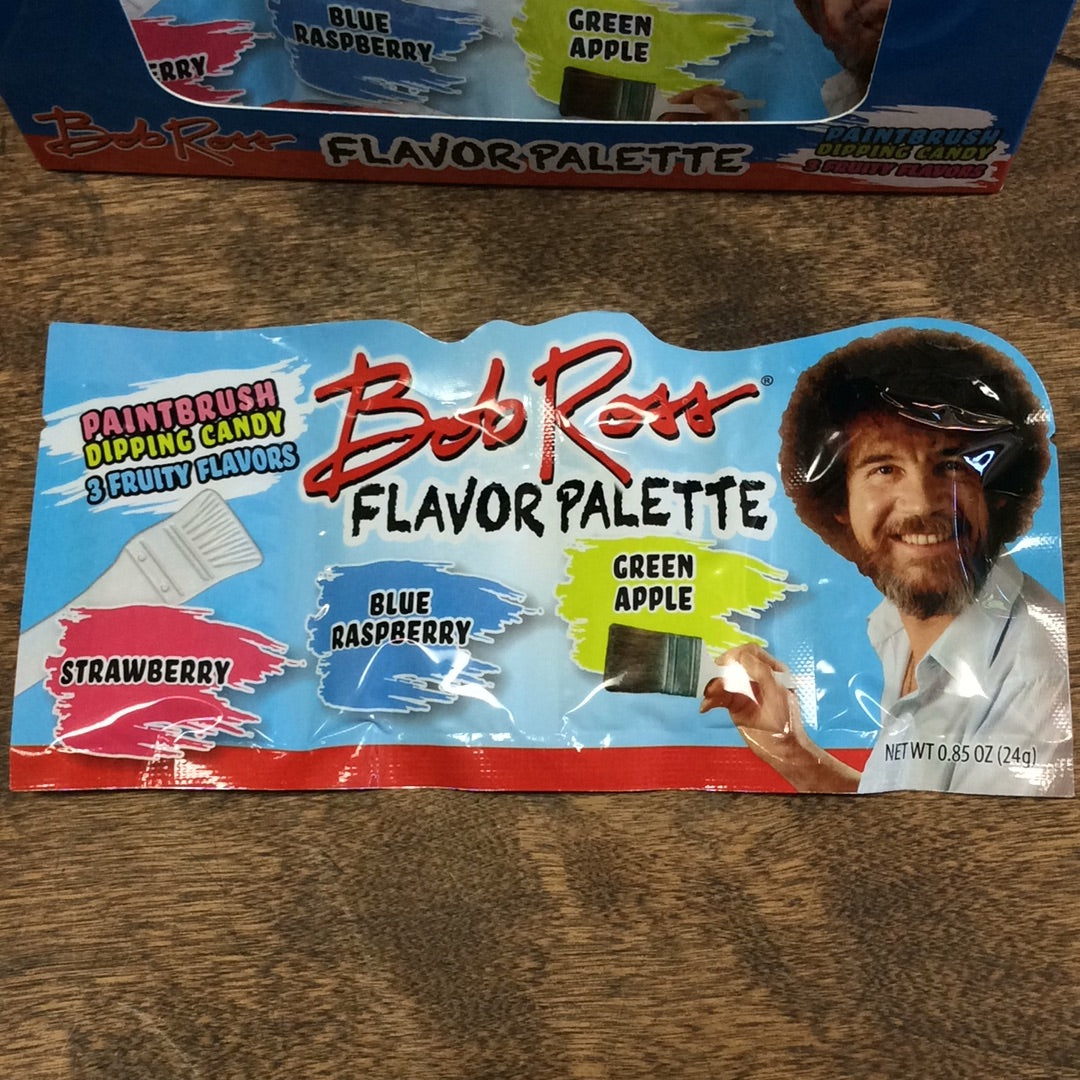 BLUE
RASPBERRY
GREEN
APPLE
ERRY
Bob Ross
FLAVOR PALETTE
PAINTBRUSH
DIPPING CANDY
3 FRUITY FLAVORS
PAINTBRUSH
DIPPING CANDY
3 FRUITY FLAVORS
Bob Ross®
FLAVOR PALETTE
STRAWBERRY
BLUE
RASPBERRY
GREEN
APPLE
NET WT 0.85 OZ (24g)